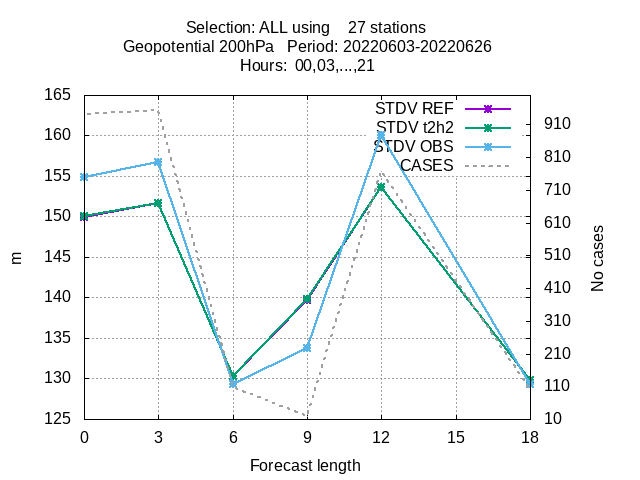 Selection: ALL using 27 stations
Geopotential 200hPa Period: 20220603-20220626
Hours: 00,03,...,21
165
160
155
150
145
140
135
130
125
m
STDV REF
STDV t2h2
STDV OBS
CASES
910
810
710
610
510
410
310
210
110
10
No cases
0 3 6 9 12 15 18
Forecast length